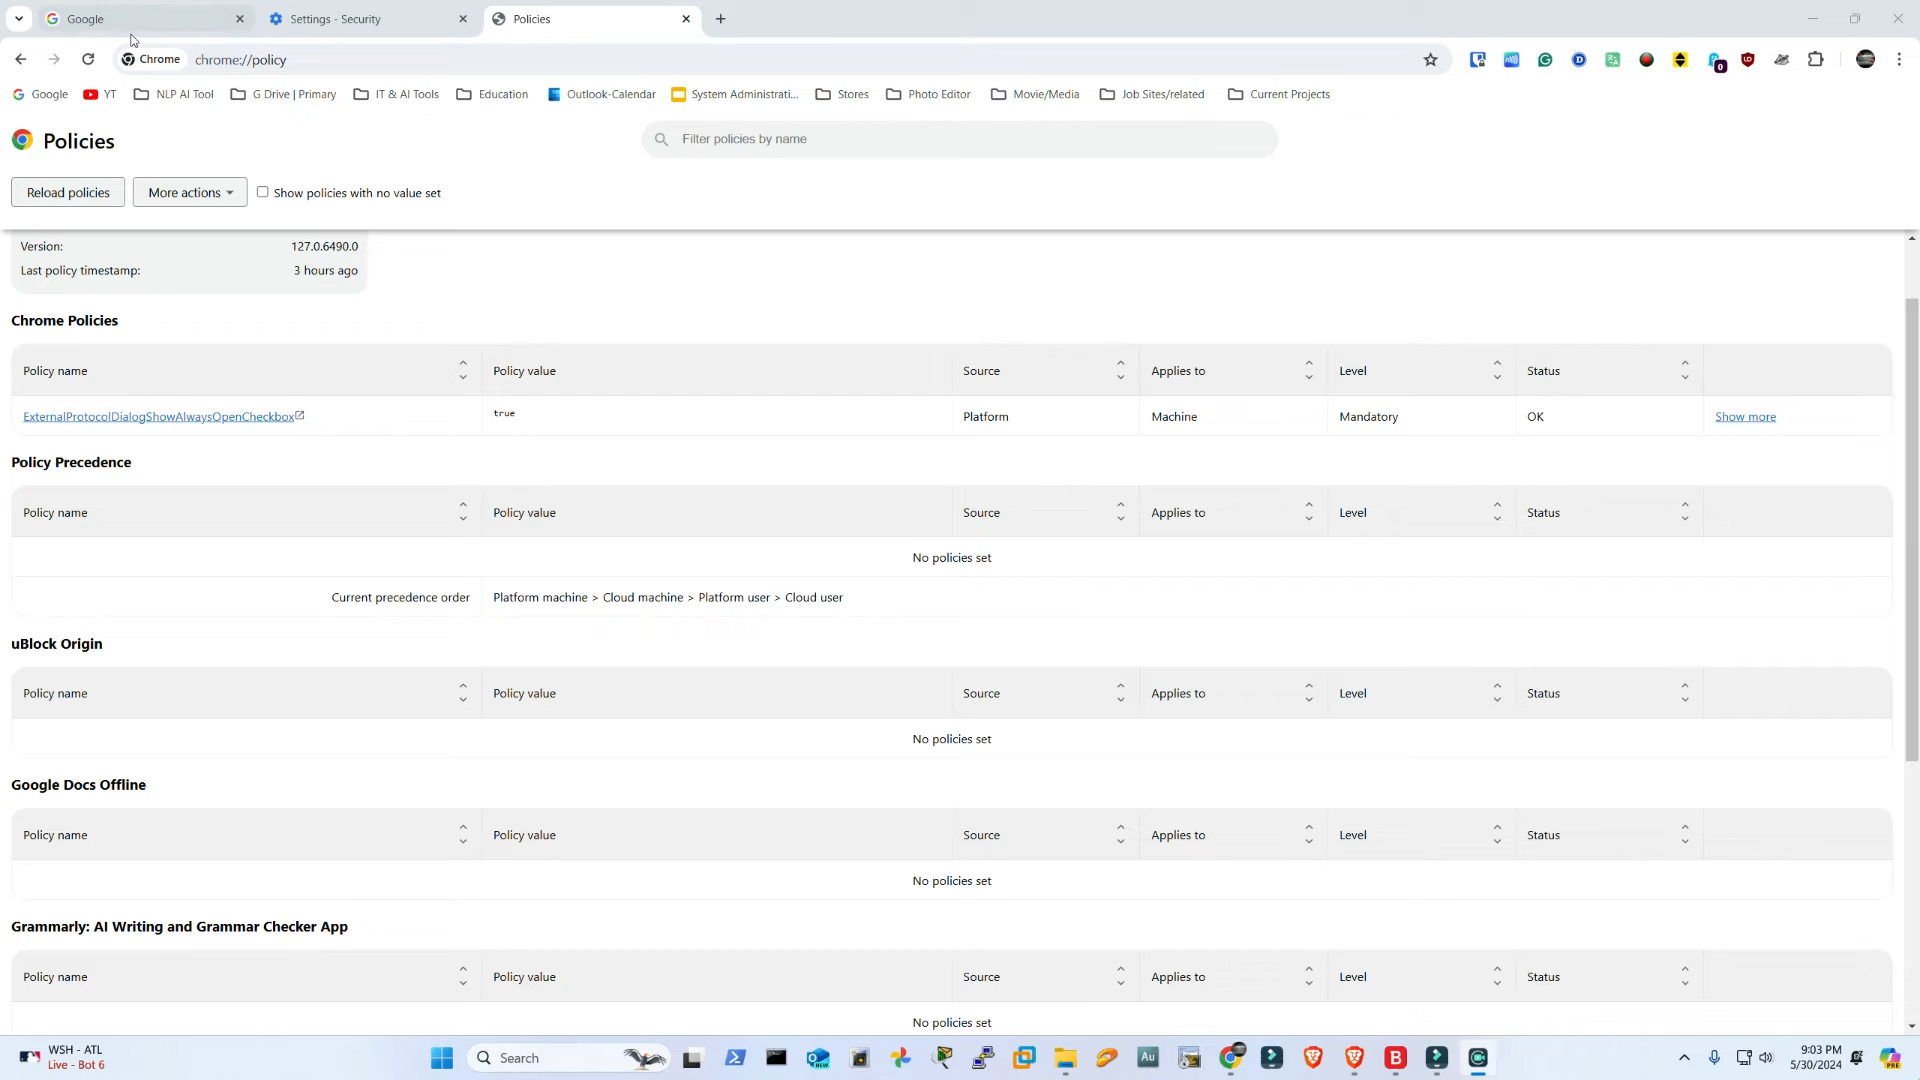 Google
Settings - Security
Policies
Chrome
chrome://policy
0
Google
YT
NLP AI Tool
G Drive | Primary
IT & AI Tools
Education
Outlook-Calendar
System Administrati...
Stores
Photo Editor
Movie/Media
Job Sites/related
Current Projects
Policies
Filter policies by name
Reload policies
More actions
Show policies with no value set
Version: 127.0.6490.0
Last policy timestamp: 3 hours ago
Chrome Policies
Policy name Policy value Source Applies to Level Status
ExternalProtocolDialogShowAlwaysOpenCheckbox true Platform Machine Mandatory OK Show more
Policy Precedence
Policy name Policy value Source Applies to Level Status
No policies set
Current precedence order Platform machine > Cloud machine > Platform user > Cloud user
uBlock Origin
Policy name Policy value Source Applies to Level Status
No policies set
Google Docs Offline
Policy name Policy value Source Applies to Level Status
No policies set
Grammarly: AI Writing and Grammar Checker App
Policy name Policy value Source Applies to Level Status
No policies set
WSH - ATL
Live - Bot 6
Search
NEW
Au
B
9:03 PM
5/30/2024
PRE